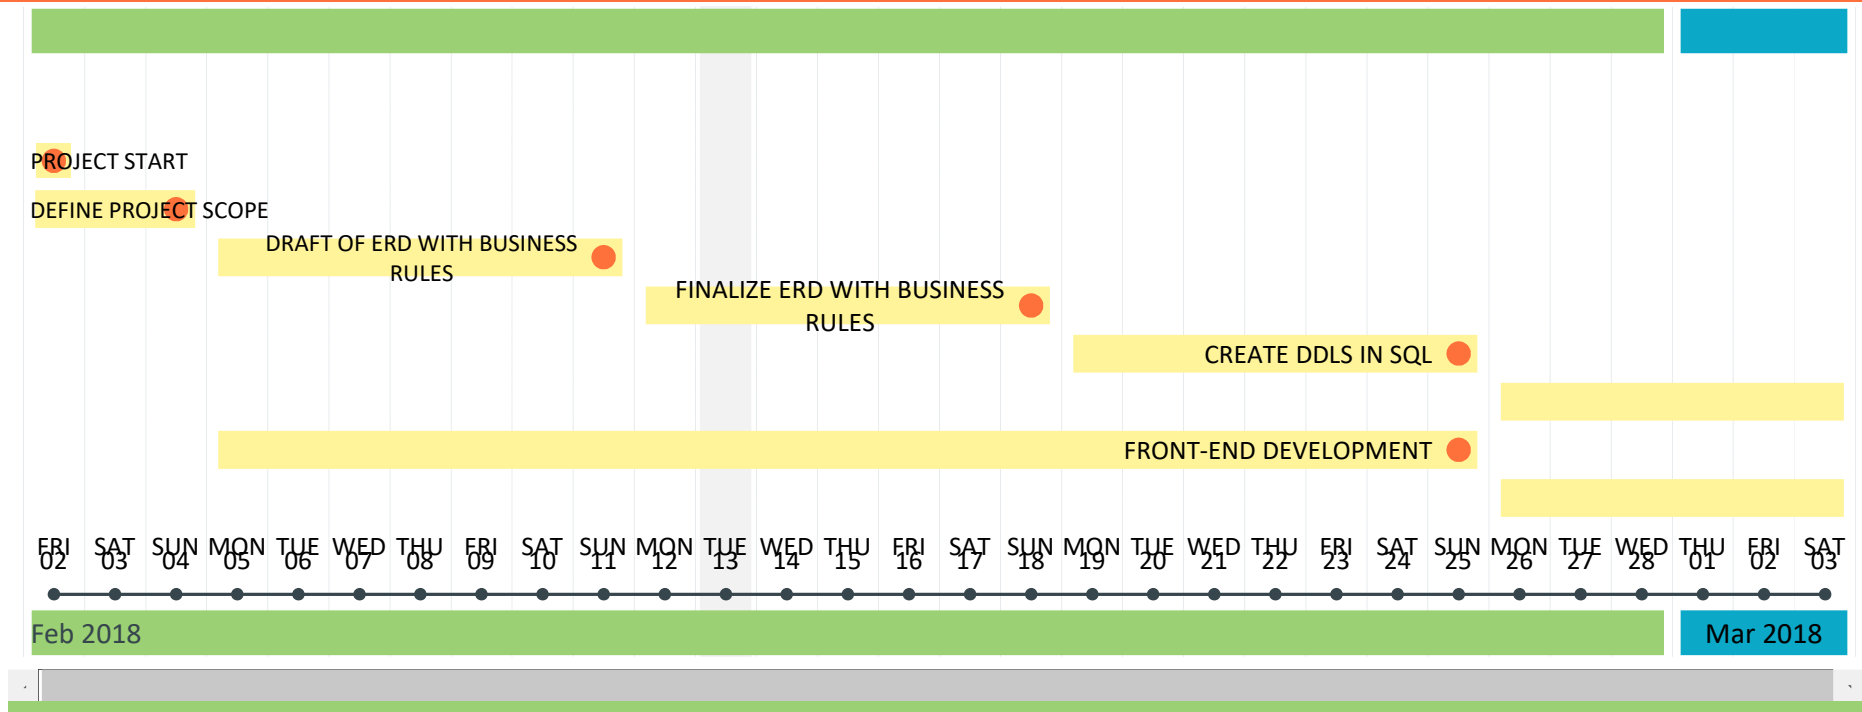 PROJECT START
DEFINE PROJECT SCOPE
DRAFT OF ERD WITH BUSINESS
RULES
FINALIZE ERD WITH BUSINESS
RULES
CREATE DDLS IN SQL
FRONT-END DEVELOPMENT
FRI SAT SUN MON TUE WED THU FRI SAT SUN MON TUE WED THU FRI SAT SUN MON TUE WED THU FRI SAT SUN MON TUE WED THU FRI SAT
02 03 04 05 06 07 08 09 10 11 12 13 14 15 16 17 18 19 20 21 22 23 24 25 26 27 28 01 02 03
Feb 2018 Mar 2018